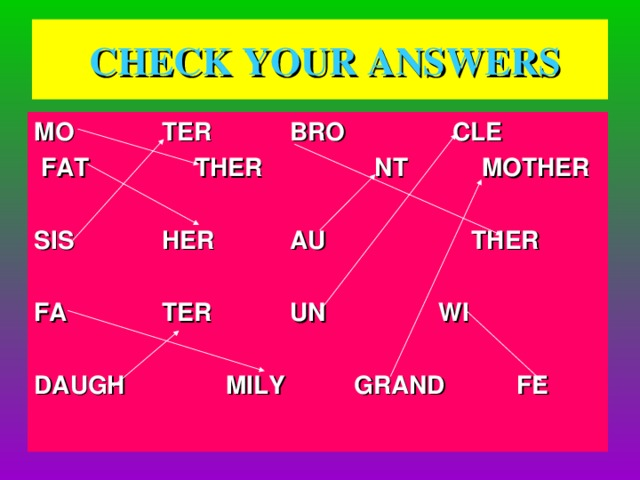 CHECK YOUR ANSWERS
MO TER BRO CLE
FAT THER NT MOTHER
SIS HER AU THER
FA TER UN WI
DAUGH MILY GRAND FE